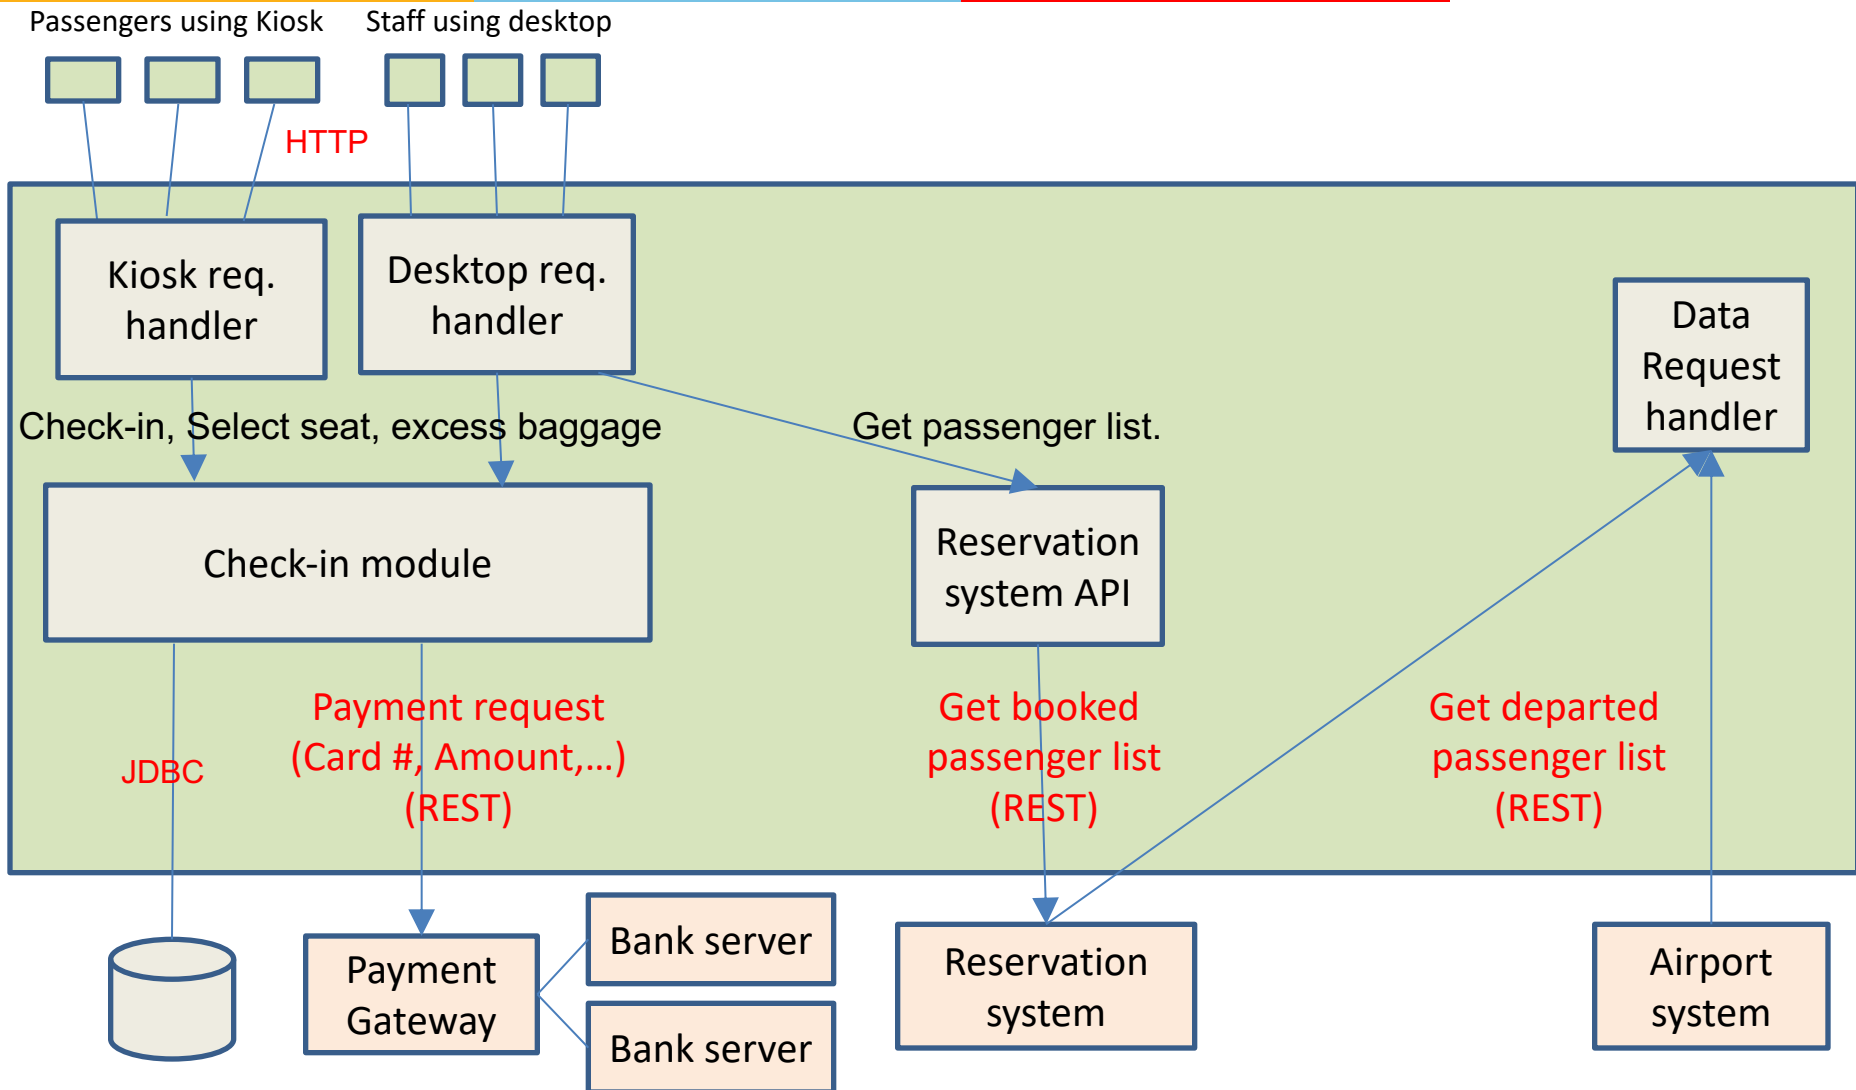 Passengers using Kiosk
Staff using desktop
HTTP
Kiosk req.
handler
Desktop req.
handler
Data
Request
handler
Check-in, Select seat, excess baggage
Get passenger list.
Check-in module
Reservation
system API
JDBC
Payment request
(Card #, Amount,...)
(REST)
Get booked
passenger list
(REST)
Get departed
passenger list
(REST)
Payment
Gateway
Bank server
Bank server
Reservation
system
Airport
system